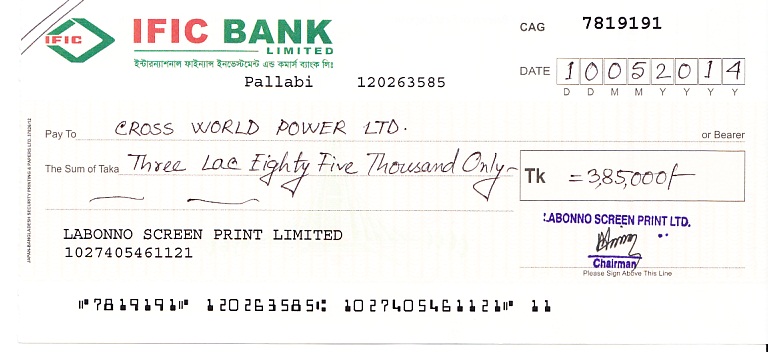 IFIC
IFIC BANK
LIMITED
ইন্টারন্যাশনাল ফাইন্যান্স ইনভেস্টমেন্ট এন্ড কমার্স ব্যাংক লিঃ
Pallabi 120263585
CAG 7819191
DATE 10052014
D D M M Y Y Y Y
Pay To CROSS WORLD POWER LTD. or Bearer
The Sum of Taka Three Lac Eighty Five Thousand Only
Tk =3,85,000/-
LABONNO SCREEN PRINT LIMITED
1027405461121
LABONNO SCREEN PRINT LTD.
Chairman
Please Sign Above This Line
⑈7819191⑈ 120263585⑆ 1027405461121⑈ 11